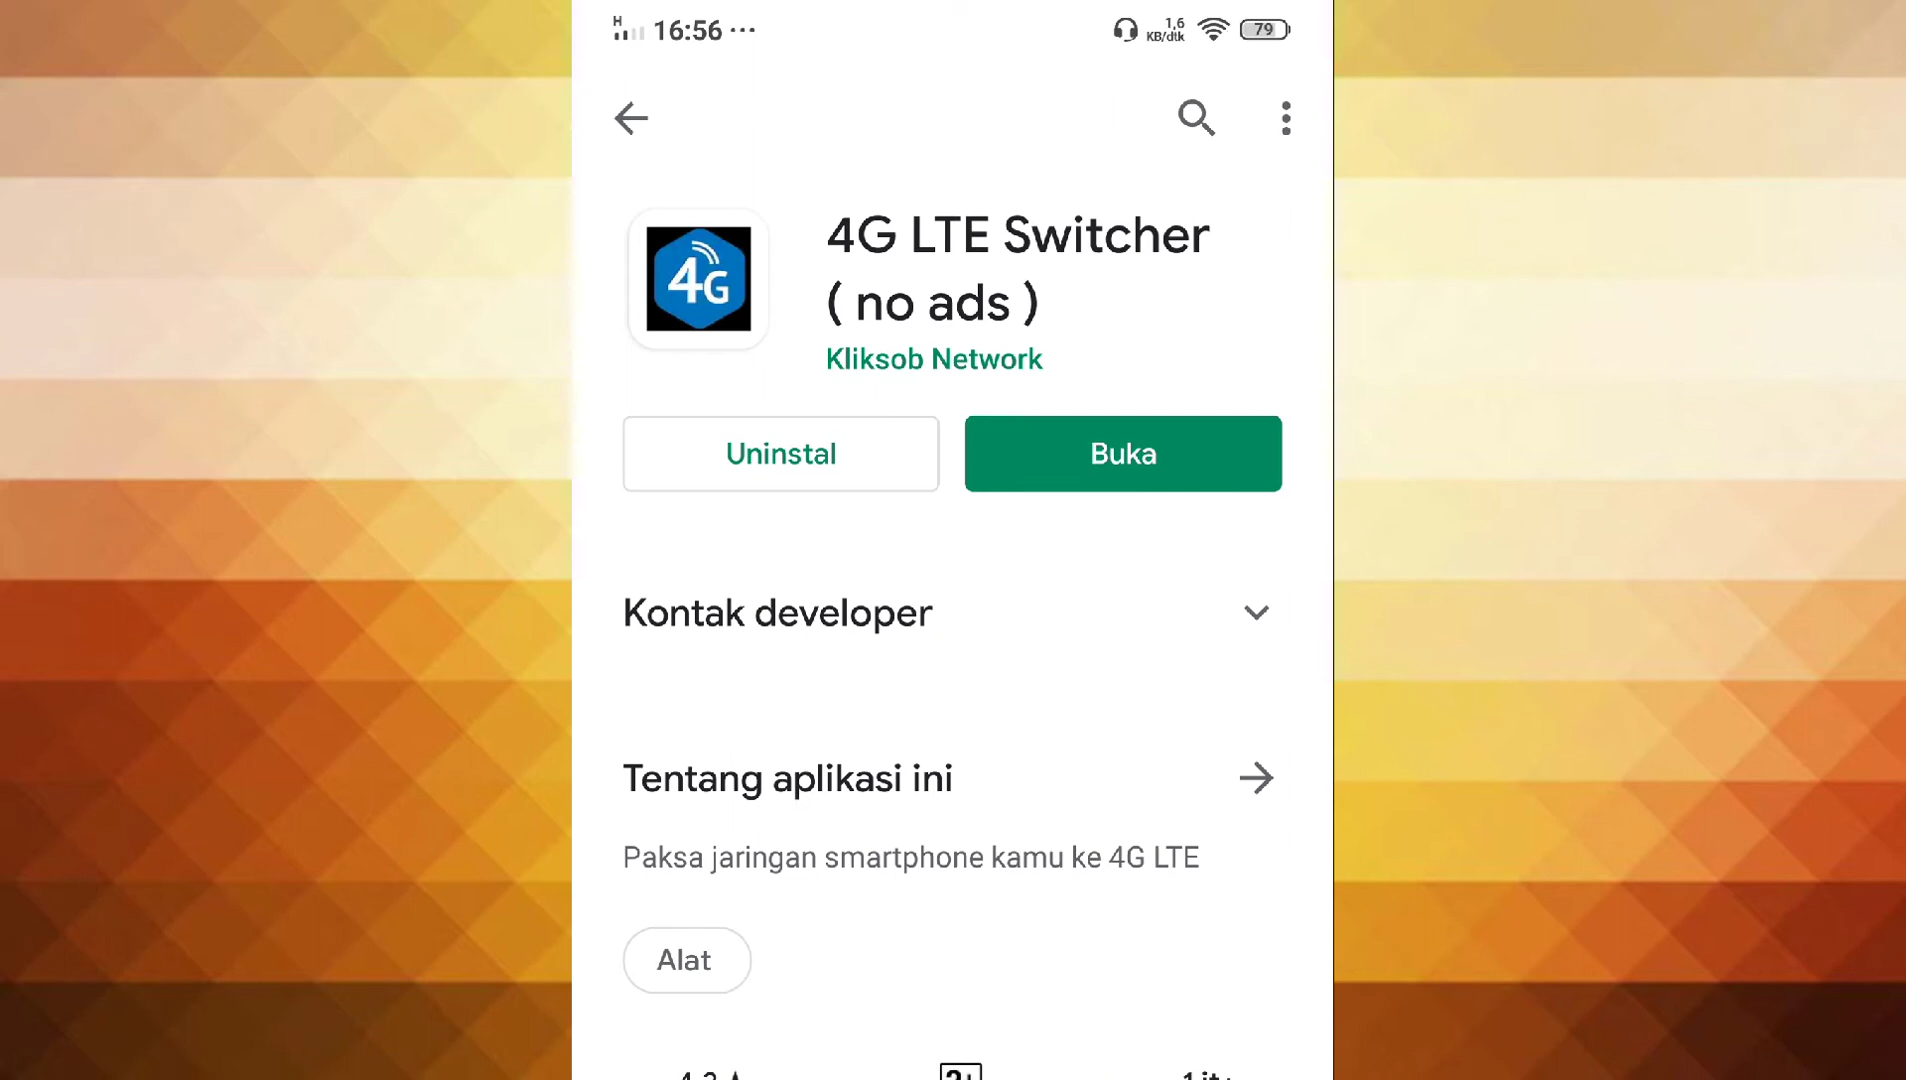 H 16:56 ... 1,6 KB/dtk 79
4G
4G LTE Switcher
( no ads )
Kliksob Network
Uninstal Buka
Kontak developer
Tentang aplikasi ini
Paksa jaringan smartphone kamu ke 4G LTE
Alat